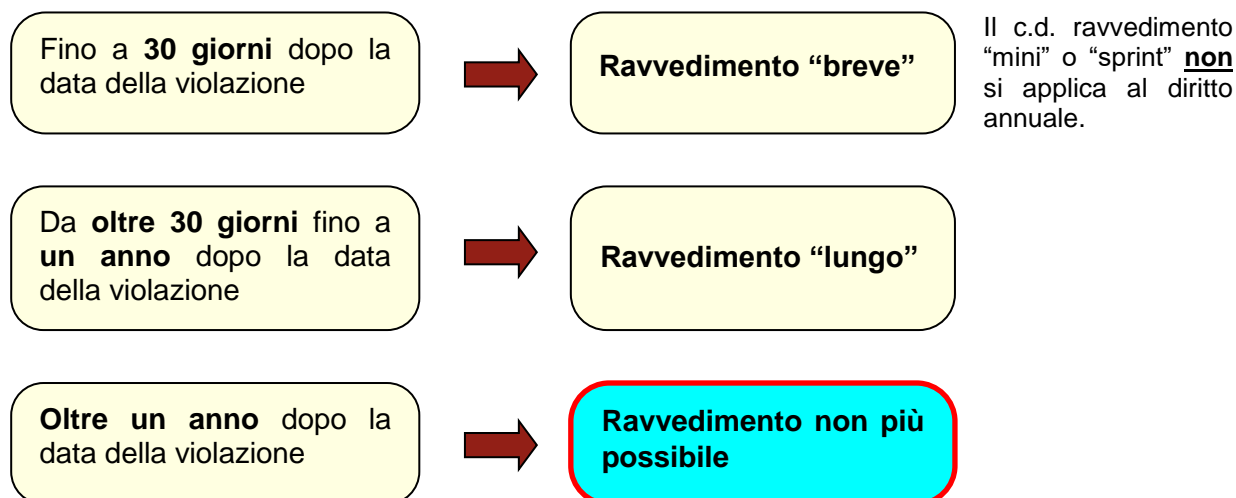 Fino a 30 giorni dopo la
data della violazione
Ravvedimento “breve”
Il c.d. ravvedimento
“mini” o “sprint” non
si applica al diritto
annuale.
Da oltre 30 giorni fino a
un anno dopo la data
della violazione
Ravvedimento “lungo”
Oltre un anno dopo la
data della violazione
Ravvedimento non più
possibile